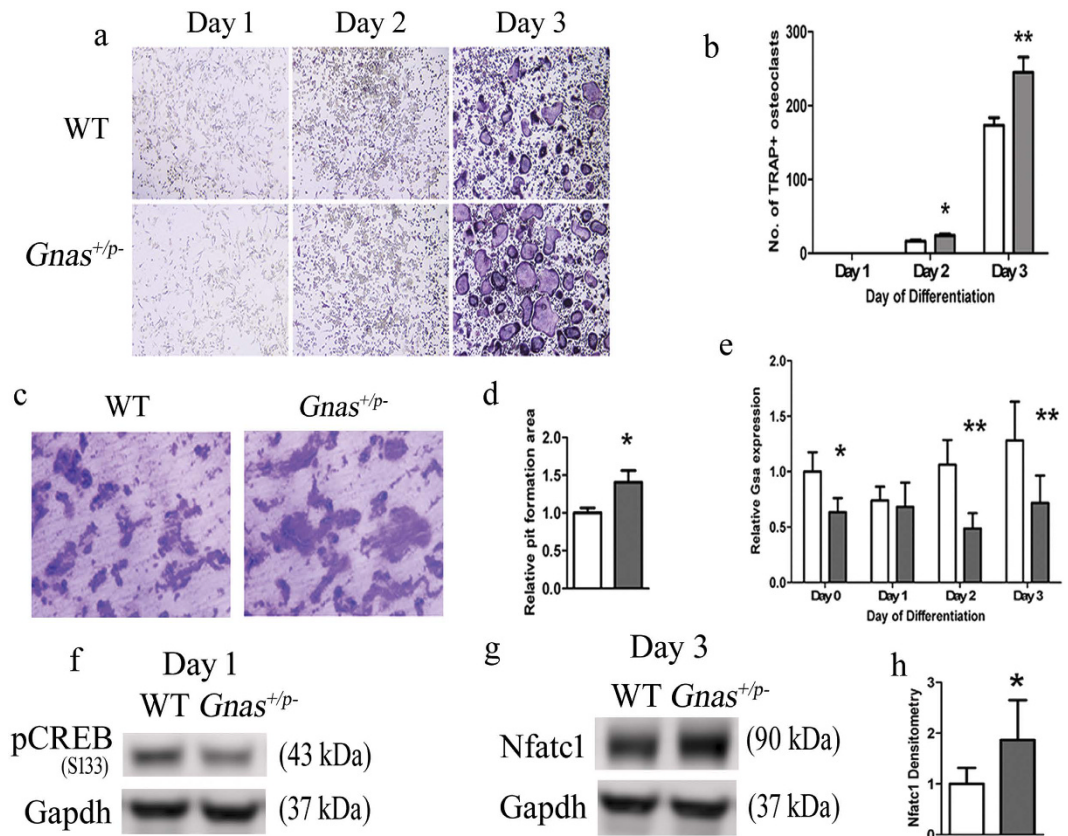 a
Day 1 Day 2 Day 3
WT
Gnas+/p-
b
No. of TRAP+ osteoclasts
300
200
100
0
*
**
Day 1 Day 2 Day 3
Day of Differentiation
c
WT Gnas+/p-
d
Relative pit formation area
2.0
1.5
1.0
0.5
0.0
*
e
Relative Gsa expression
2.0
1.5
1.0
0.5
0.0
*
**
**
Day 0 Day 1 Day 2 Day 3
Day of Differentiation
f
Day 1
WT Gnas+/p-
pCREB (43 kDa)
(S133)
Gapdh (37 kDa)
g
Day 3
WT Gnas+/p-
Nfatc1 (90 kDa)
Gapdh (37 kDa)
h
Nfatc1 Densitometry
3
2
1
0
*